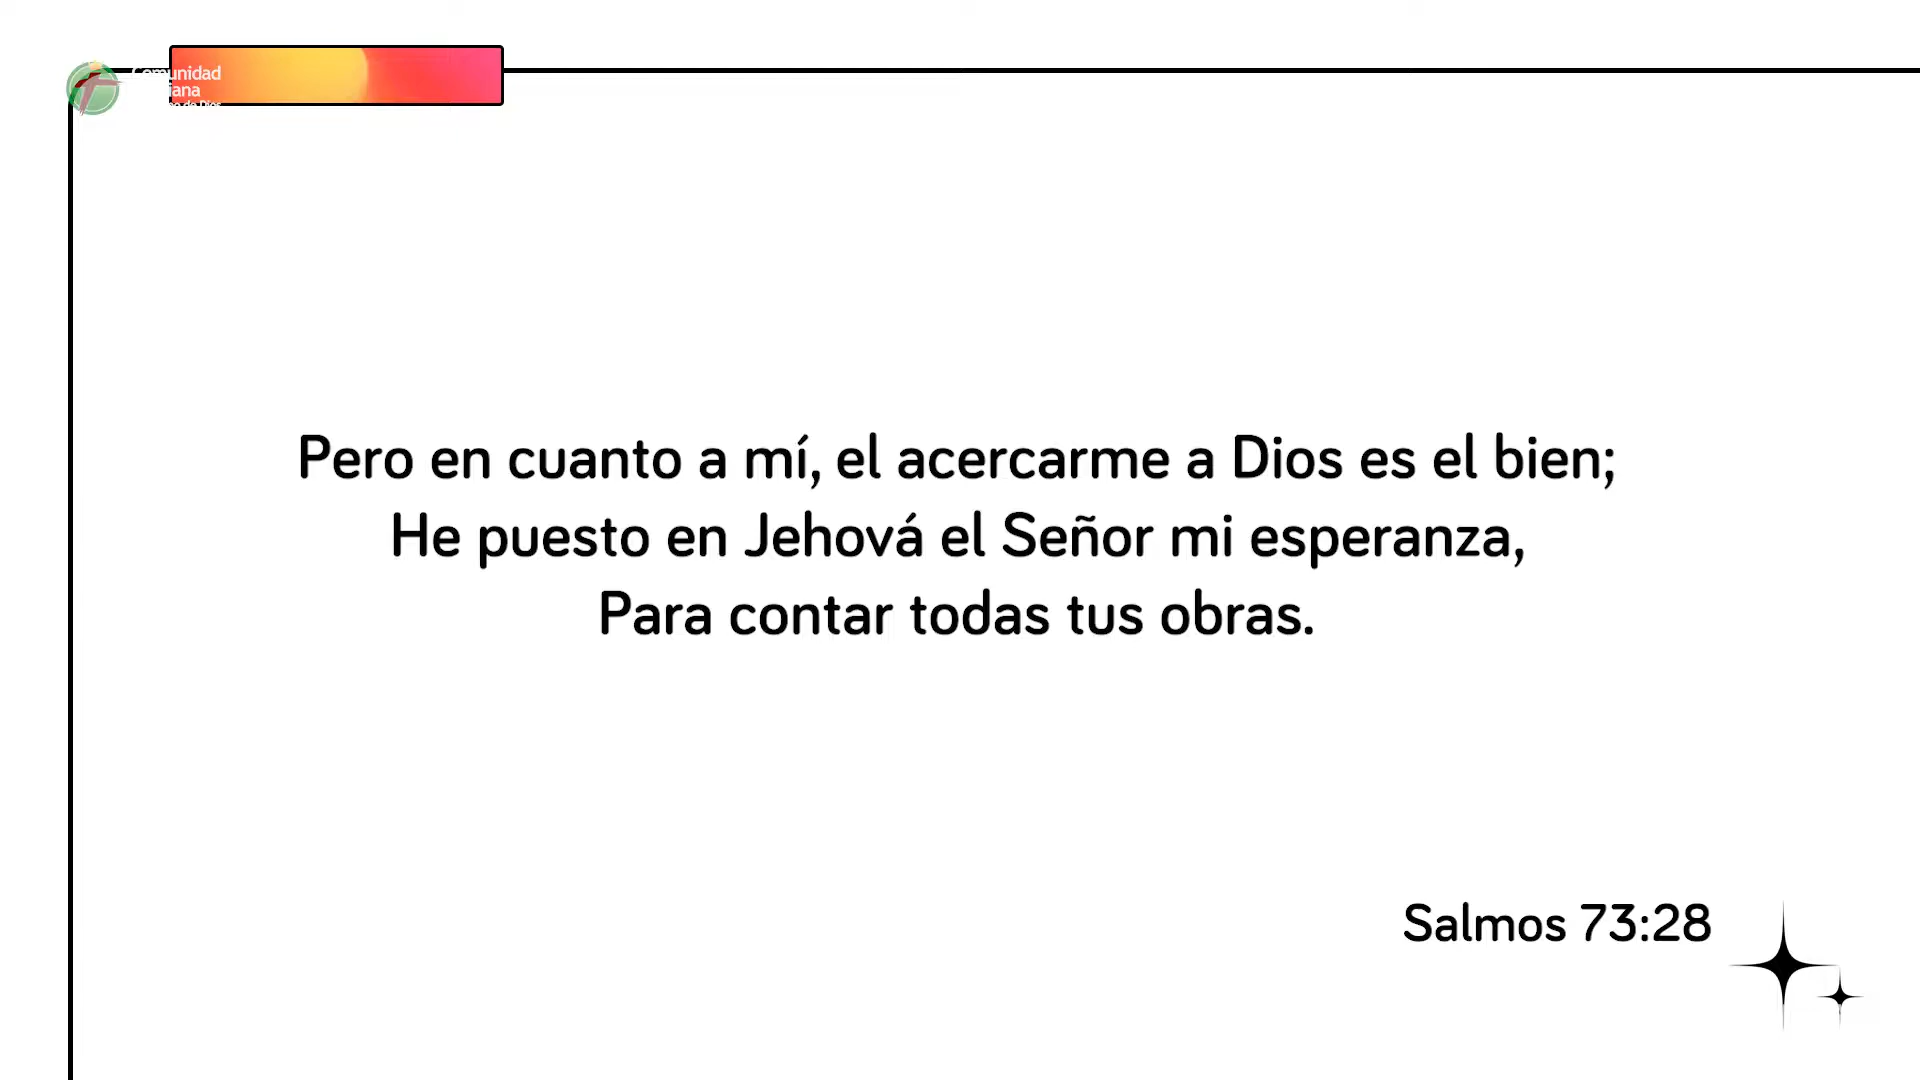 Comunidad
Pero en cuanto a mí, el acercarme a Dios es el bien;
He puesto en Jehová el Señor mi esperanza,
Para contar todas tus obras.
Salmos 73:28